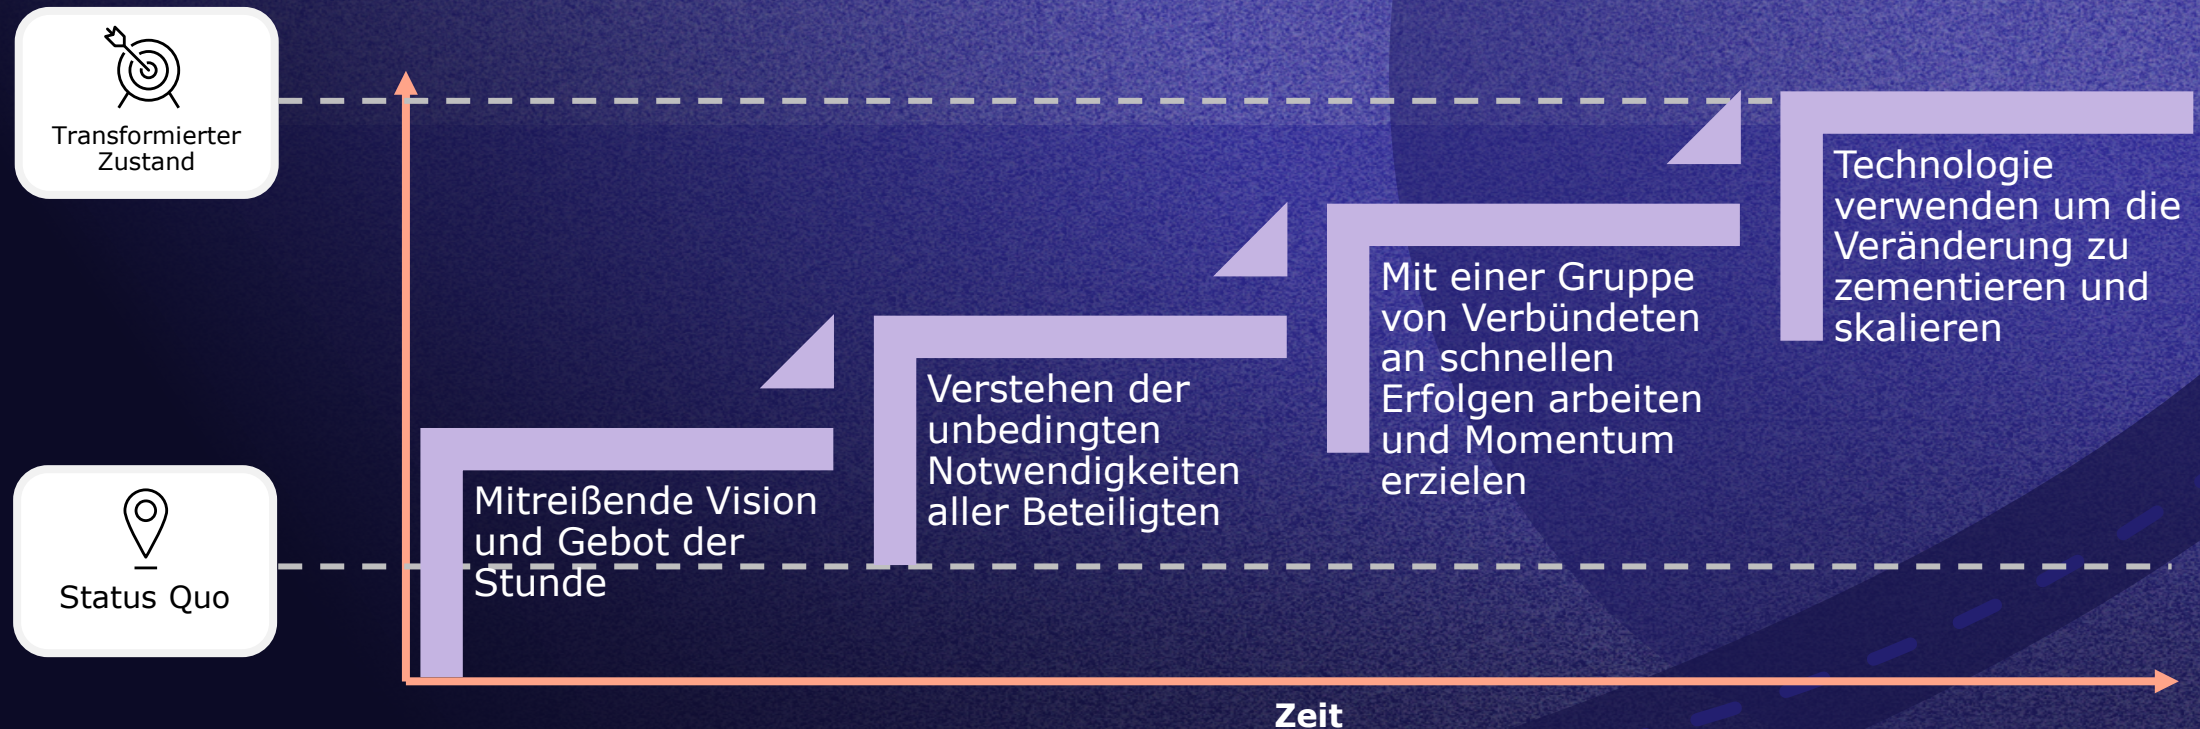 Transformierter
Zustand
Status Quo
Mitreißende Vision
und Gebot der
Stunde
Verstehen der
unbedingten
Notwendigkeiten
aller Beteiligten
Mit einer Gruppe
von Verbündeten
an schnellen
Erfolgen arbeiten
und Momentum
erzielen
Technologie
verwenden um die
Veränderung zu
zementieren und
skalieren
Zeit